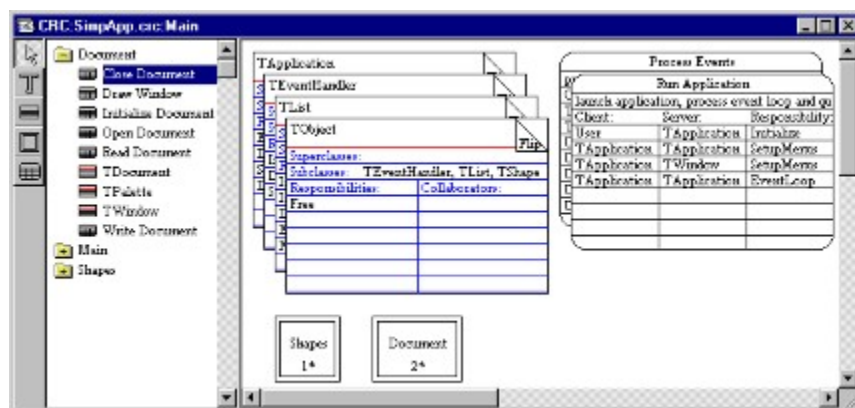 CRC:SimpApp.crc:Main
Document
Close Document
Draw Window
Initialize Document
Open Document
Read Document
TDocument
TPalette
TWindow
Write Document
Main
Shapes
TApplication
TEventHandler
TList
TObject
Flip
Superclasses:
Subclasses: TEventHandler, TList, TShape
Responsibilities: Collaborators:
Free
Process Events
Run Application
launch application, process event loop and qu
Client: Server: Responsibility:
User TApplication Initialize
TApplication TApplication SetupMenus
TApplication TWindow SetupMenus
TApplication TApplication EventLoop
Shapes
1*
Document
2*